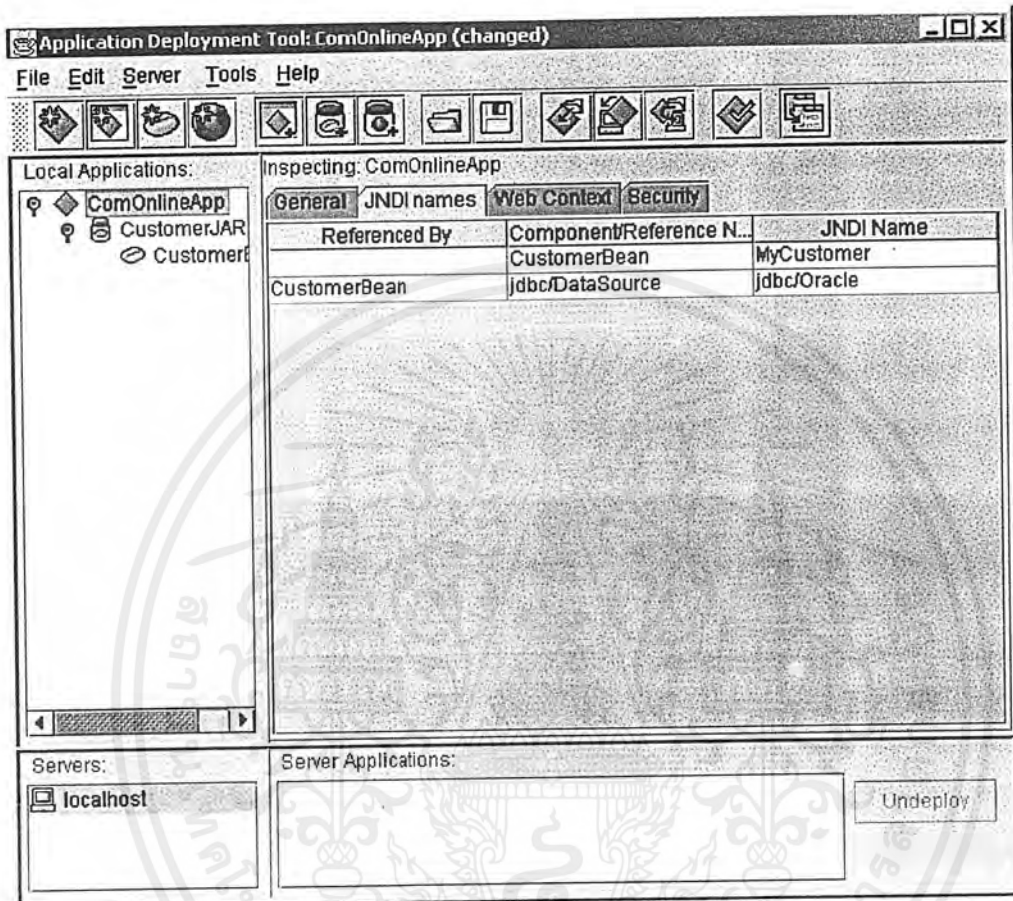 Application Deployment Tool: ComOnlineApp (changed)
File Edit Server Tools Help
Local Applications:
ComOnlineApp
CustomerJAR
Customer
Inspecting: ComOnlineApp
General JNDI names Web Context Security
Referenced By Component/Reference N... JNDI Name
CustomerBean MyCustomer
CustomerBean jdbc/DataSource jdbc/Oracle
Servers:
localhost
Server Applications:
Undeploy